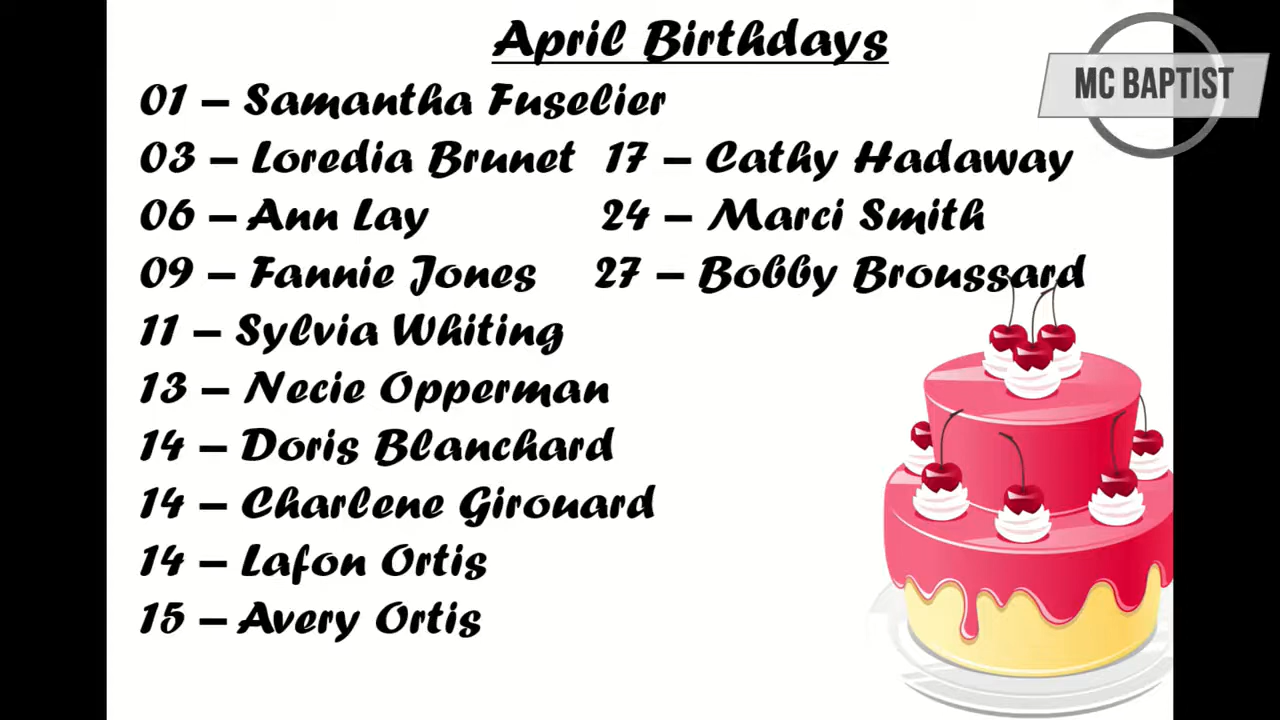 April Birthdays
MC BAPTIST
01 – Samantha Fuselier
03 – Loredia Brunet 17 – Cathy Hadaway
06 – Ann Lay 24 – Marci Smith
09 – Fannie Jones 27 – Bobby Broussard
11 – Sylvia Whiting
13 – Necie Opperman
14 – Doris Blanchard
14 – Charlene Girouard
14 – Lafon Ortis
15 – Avery Ortis